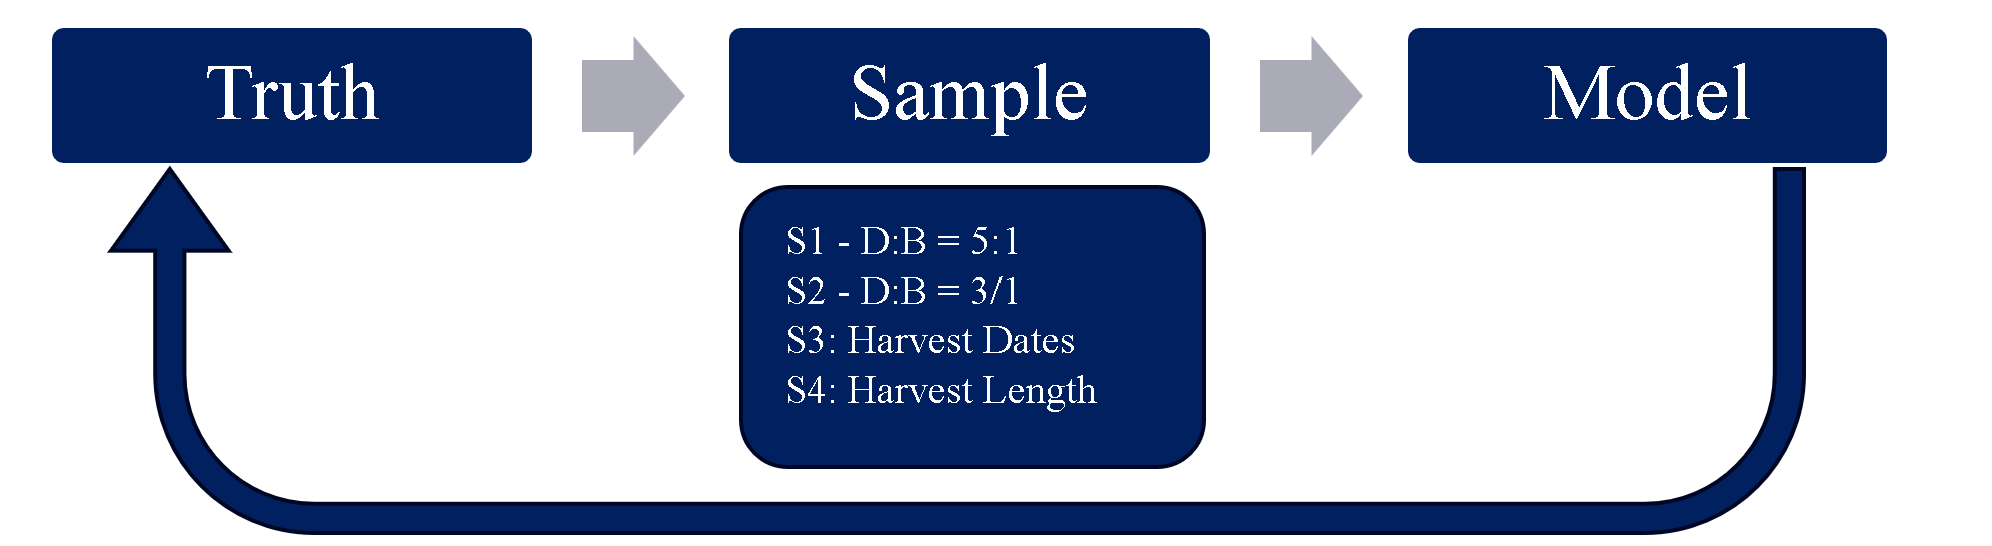 Truth
Sample
Model
S1 - D:B = 5:1
S2 - D:B = 3/1
S3: Harvest Dates
S4: Harvest Length